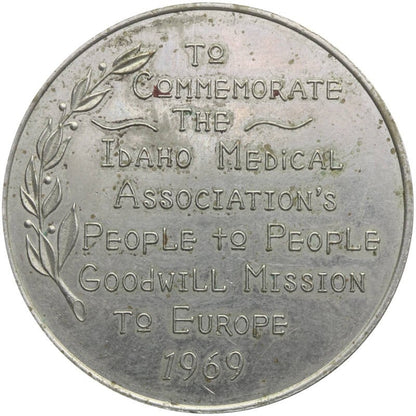 To
Commemorate
The
Idaho Medical
Association's
People to People
Goodwill Mission
To Europe
1969